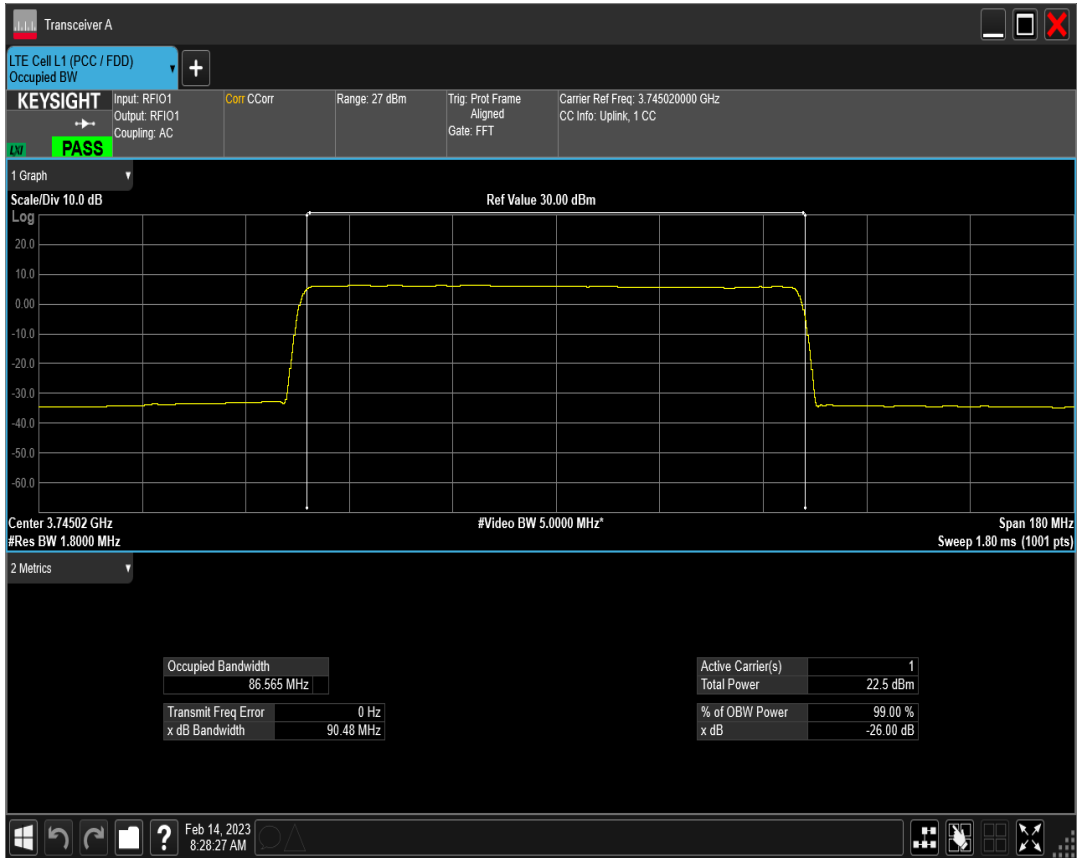 Transceiver A
LTE Cell L1 (PCC / FDD)
Occupied BW
+
KEYSIGHT
LXI
PASS
Input: RFIO1
Output: RFIO1
Coupling: AC
Corr CCorr
Range: 27 dBm
Trig: Prot Frame
Aligned
Gate: FFT
Carrier Ref Freq: 3.745020000 GHz
CC Info: Uplink, 1 CC
1 Graph
Scale/Div 10.0 dB
Ref Value 30.00 dBm
Log
20.0
10.0
0.00
-10.0
-20.0
-30.0
-40.0
-50.0
-60.0
Center 3.74502 GHz
#Video BW 5.0000 MHz*
Span 180 MHz
#Res BW 1.8000 MHz
Sweep 1.80 ms (1001 pts)
2 Metrics
Occupied Bandwidth
86.565 MHz
Transmit Freq Error 0 Hz
x dB Bandwidth 90.48 MHz
Active Carrier(s) 1
Total Power 22.5 dBm
% of OBW Power 99.00 %
x dB -26.00 dB
?
Feb 14, 2023
8:28:27 AM